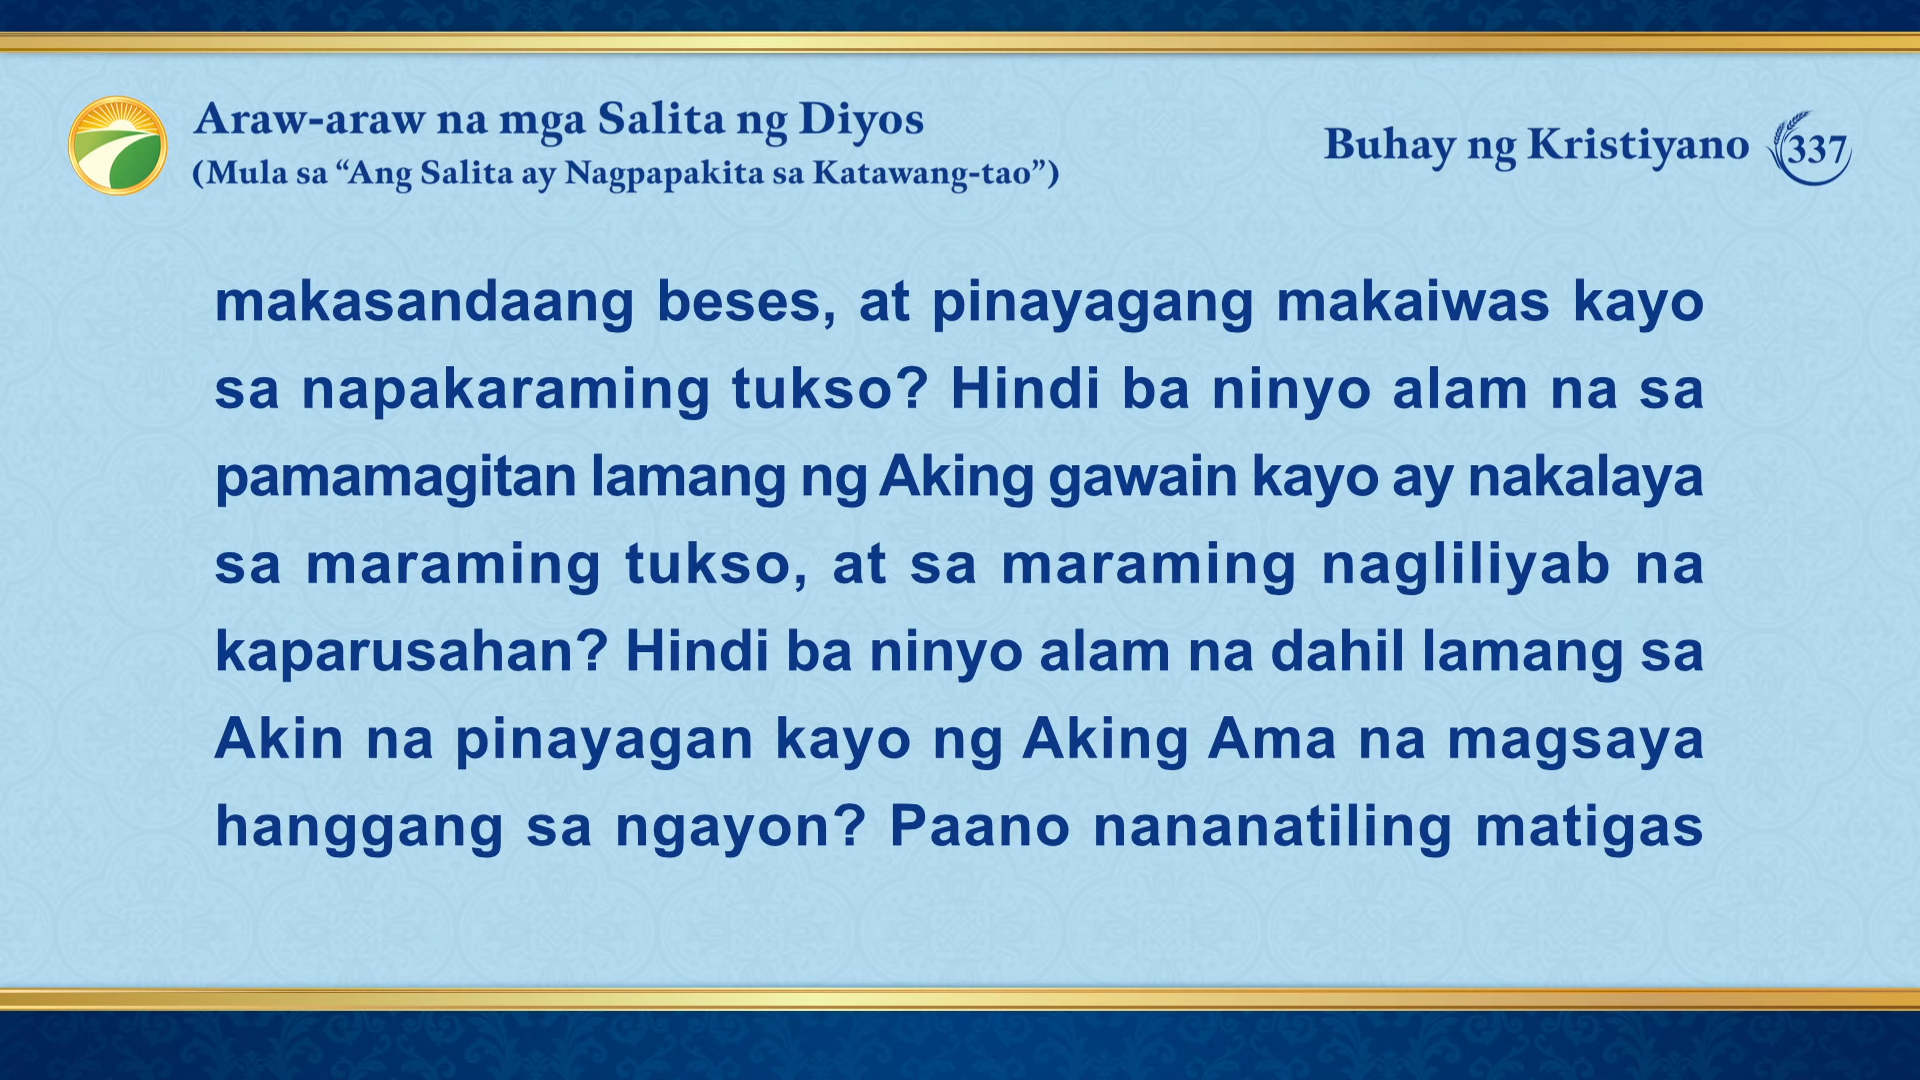 Araw-araw na mga Salita ng Diyos
(Mula sa “Ang Salita ay Nagpapakita sa Katawang-tao”)
Buhay ng Kristiyano 337
makasandaang beses, at pinayagang makaiwas kayo
sa napakaraming tukso? Hindi ba ninyo alam na sa
pamamagitan lamang ng Aking gawain kayo ay nakalaya
sa maraming tukso, at sa maraming nagliliyab na
kaparusahan? Hindi ba ninyo alam na dahil lamang sa
Akin na pinayagan kayo ng Aking Ama na magsaya
hanggang sa ngayon? Paano nananatiling matigas